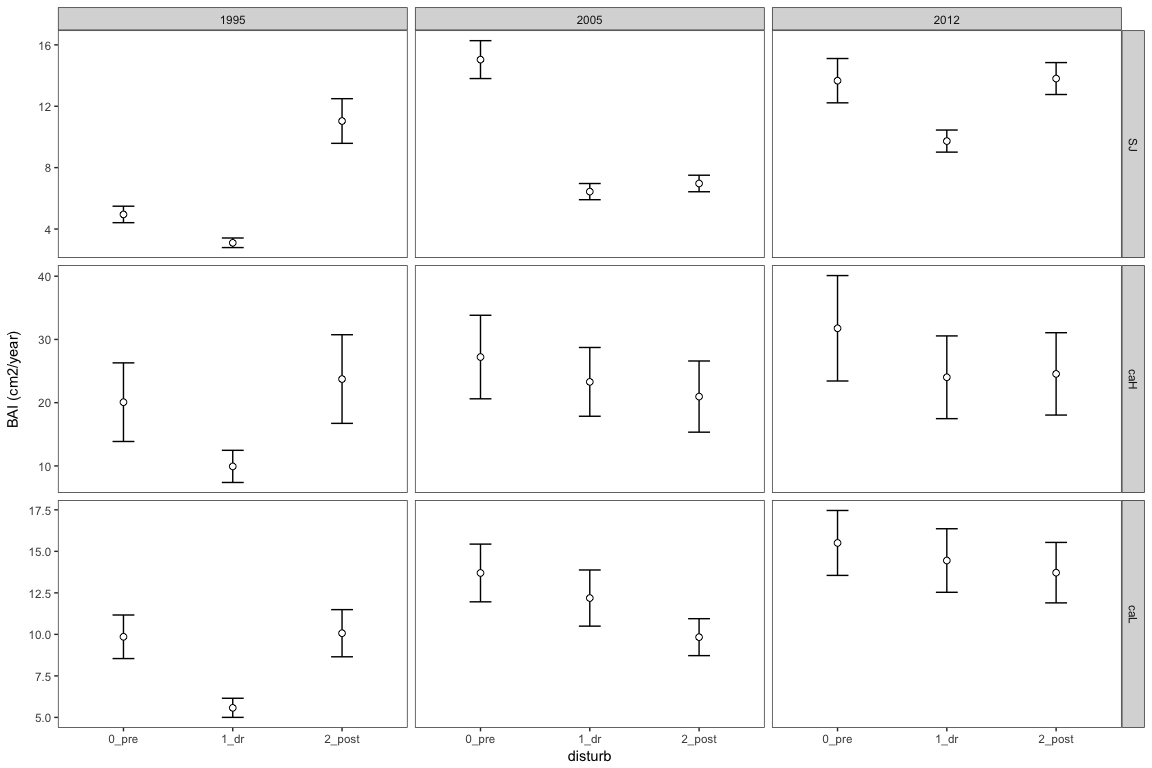 1995 2005 2012
16
12
8
4
SJ
40
30
20
10
caH
17.5
15.0
12.5
10.0
7.5
5.0
caL
BAI (cm2/year)
0_pre 1_dr 2_post 0_pre 1_dr 2_post 0_pre 1_dr 2_post
disturb